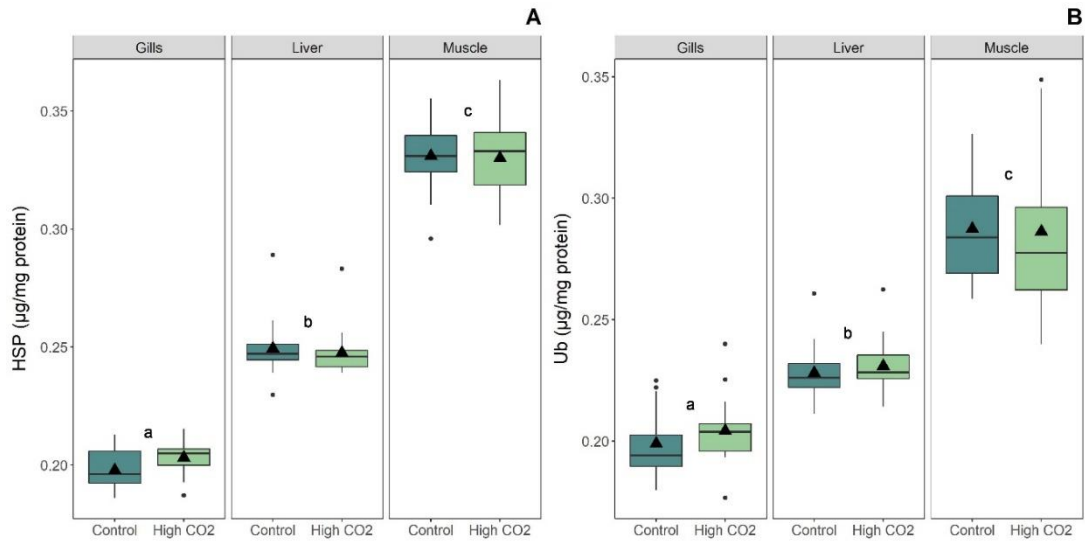 A
Gills Liver Muscle
HSP (µg/mg protein)
0.35
0.30
0.25
0.20
a
b
c
Control High CO2 Control High CO2 Control High CO2
B
Gills Liver Muscle
Ub (µg/mg protein)
0.35
0.30
0.25
0.20
a
b
c
Control High CO2 Control High CO2 Control High CO2